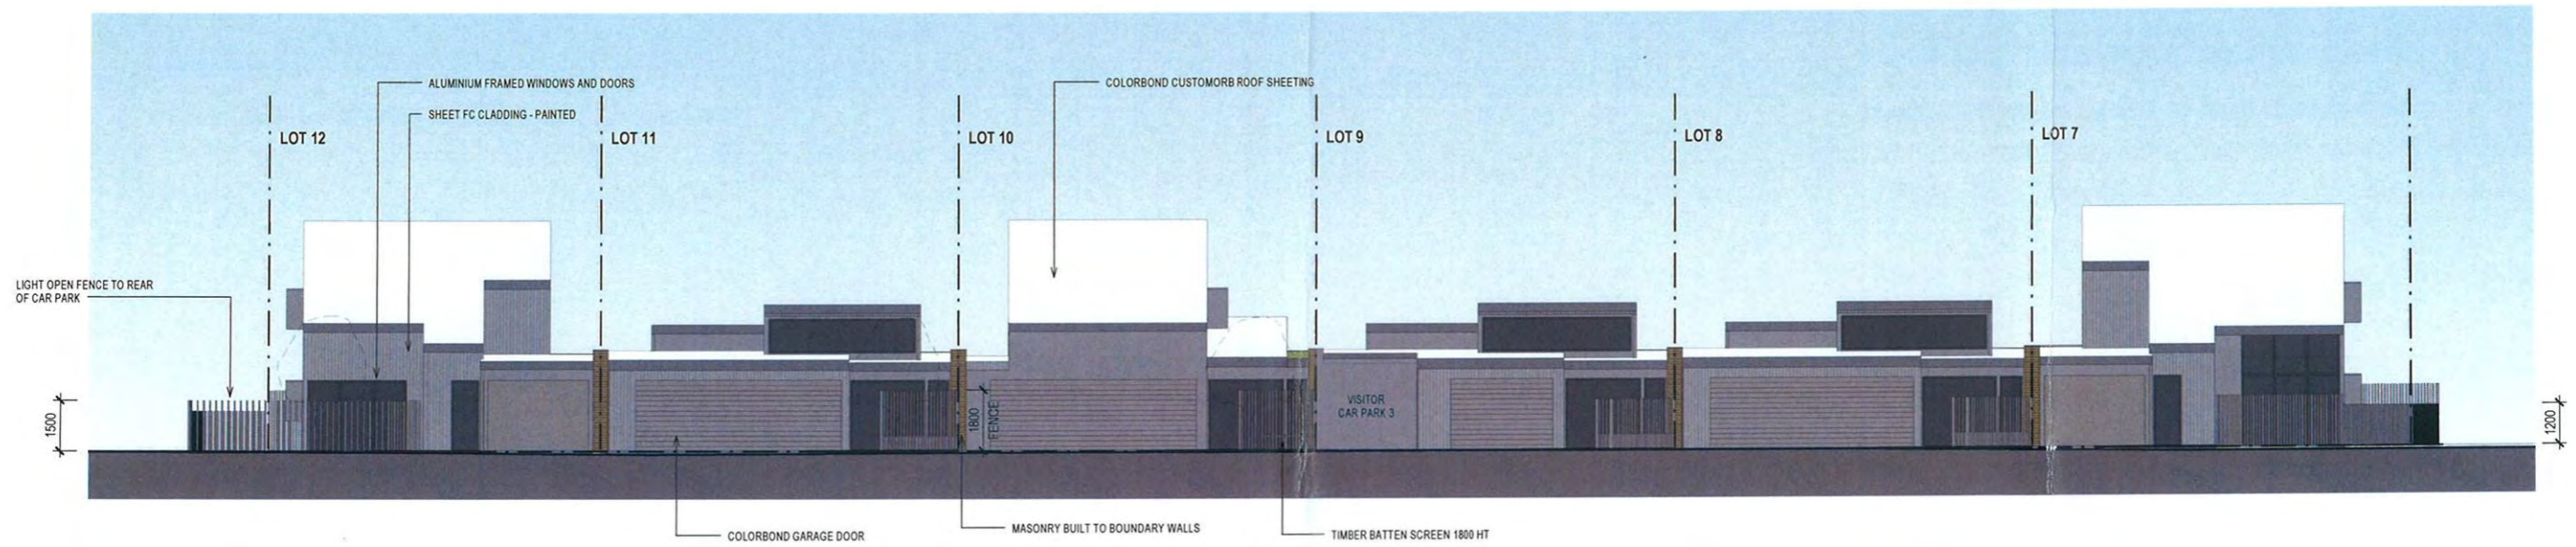 ALUMINIUM FRAMED WINDOWS AND DOORS
COLORBOND CUSTOMORB ROOF SHEETING
SHEET FC CLADDING - PAINTED
LOT 12
LOT 11
LOT 10
LOT 9
LOT 8
LOT 7
LIGHT OPEN FENCE TO REAR
OF CAR PARK
1500
1800
FENCE
VISITOR
CAR PARK 3
1200
COLORBOND GARAGE DOOR
MASONRY BUILT TO BOUNDARY WALLS
TIMBER BATTEN SCREEN 1800 HT